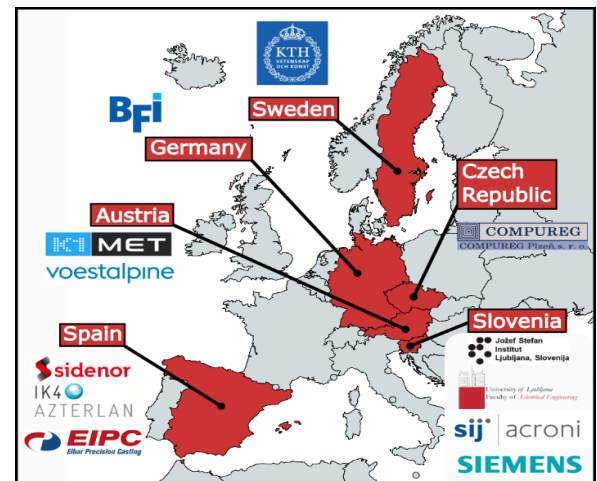 KTH
VETENSKAP
OCH KONST
BFI
Sweden
Germany
Czech
Republic
COMPUREG
COMPUREG Plzeň, s. r. o.
Austria
K1 MET
voestalpine
Slovenia
Jožef Stefan
Institut
Ljubljana, Slovenija
Spain
sidenor
IK4
AZTERLAN
EIPC
Eibar Precision Casting
University of Ljubljana
Faculty of Electrical Engineering
sij acroni
SIEMENS